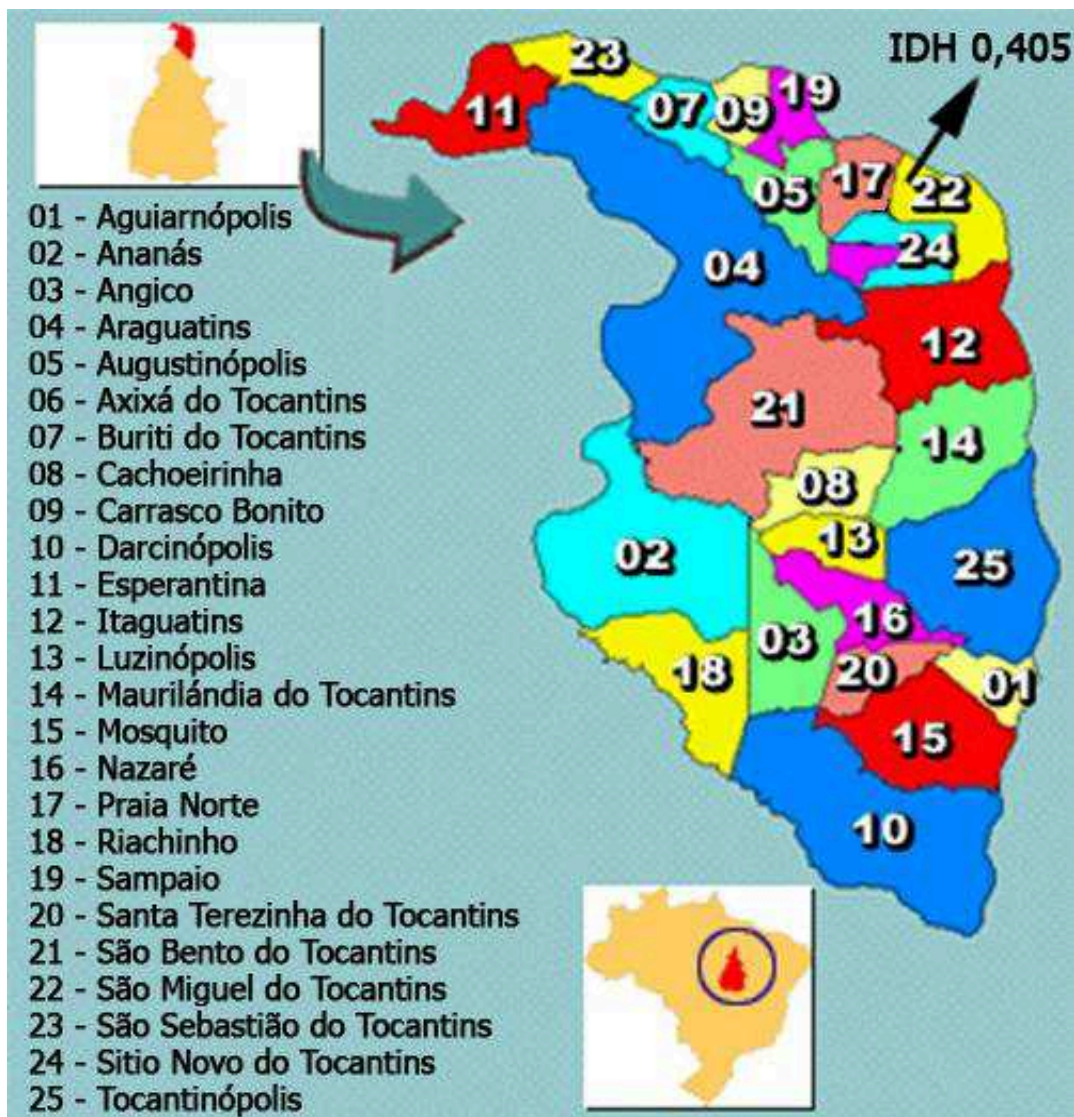 IDH 0,405
23
19
11
07
09
05
17
22
24
04
12
21
14
08
13
02
25
16
03
20
18
01
15
10
01 - Aguiarnópolis
02 - Ananás
03 - Angico
04 - Araguatins
05 - Augustinópolis
06 - Axixá do Tocantins
07 - Buriti do Tocantins
08 - Cachoeirinha
09 - Carrasco Bonito
10 - Darcinópolis
11 - Esperantina
12 - Itaguatins
13 - Luzinópolis
14 - Maurilándia do Tocantins
15 - Mosquito
16 - Nazaré
17 - Praia Norte
18 - Riachinho
19 - Sampaio
20 - Santa Terezinha do Tocantins
21 - São Bento do Tocantins
22 - São Miguel do Tocantins
23 - São Sebastião do Tocantins
24 - Sitio Novo do Tocantins
25 - Tocantinópolis